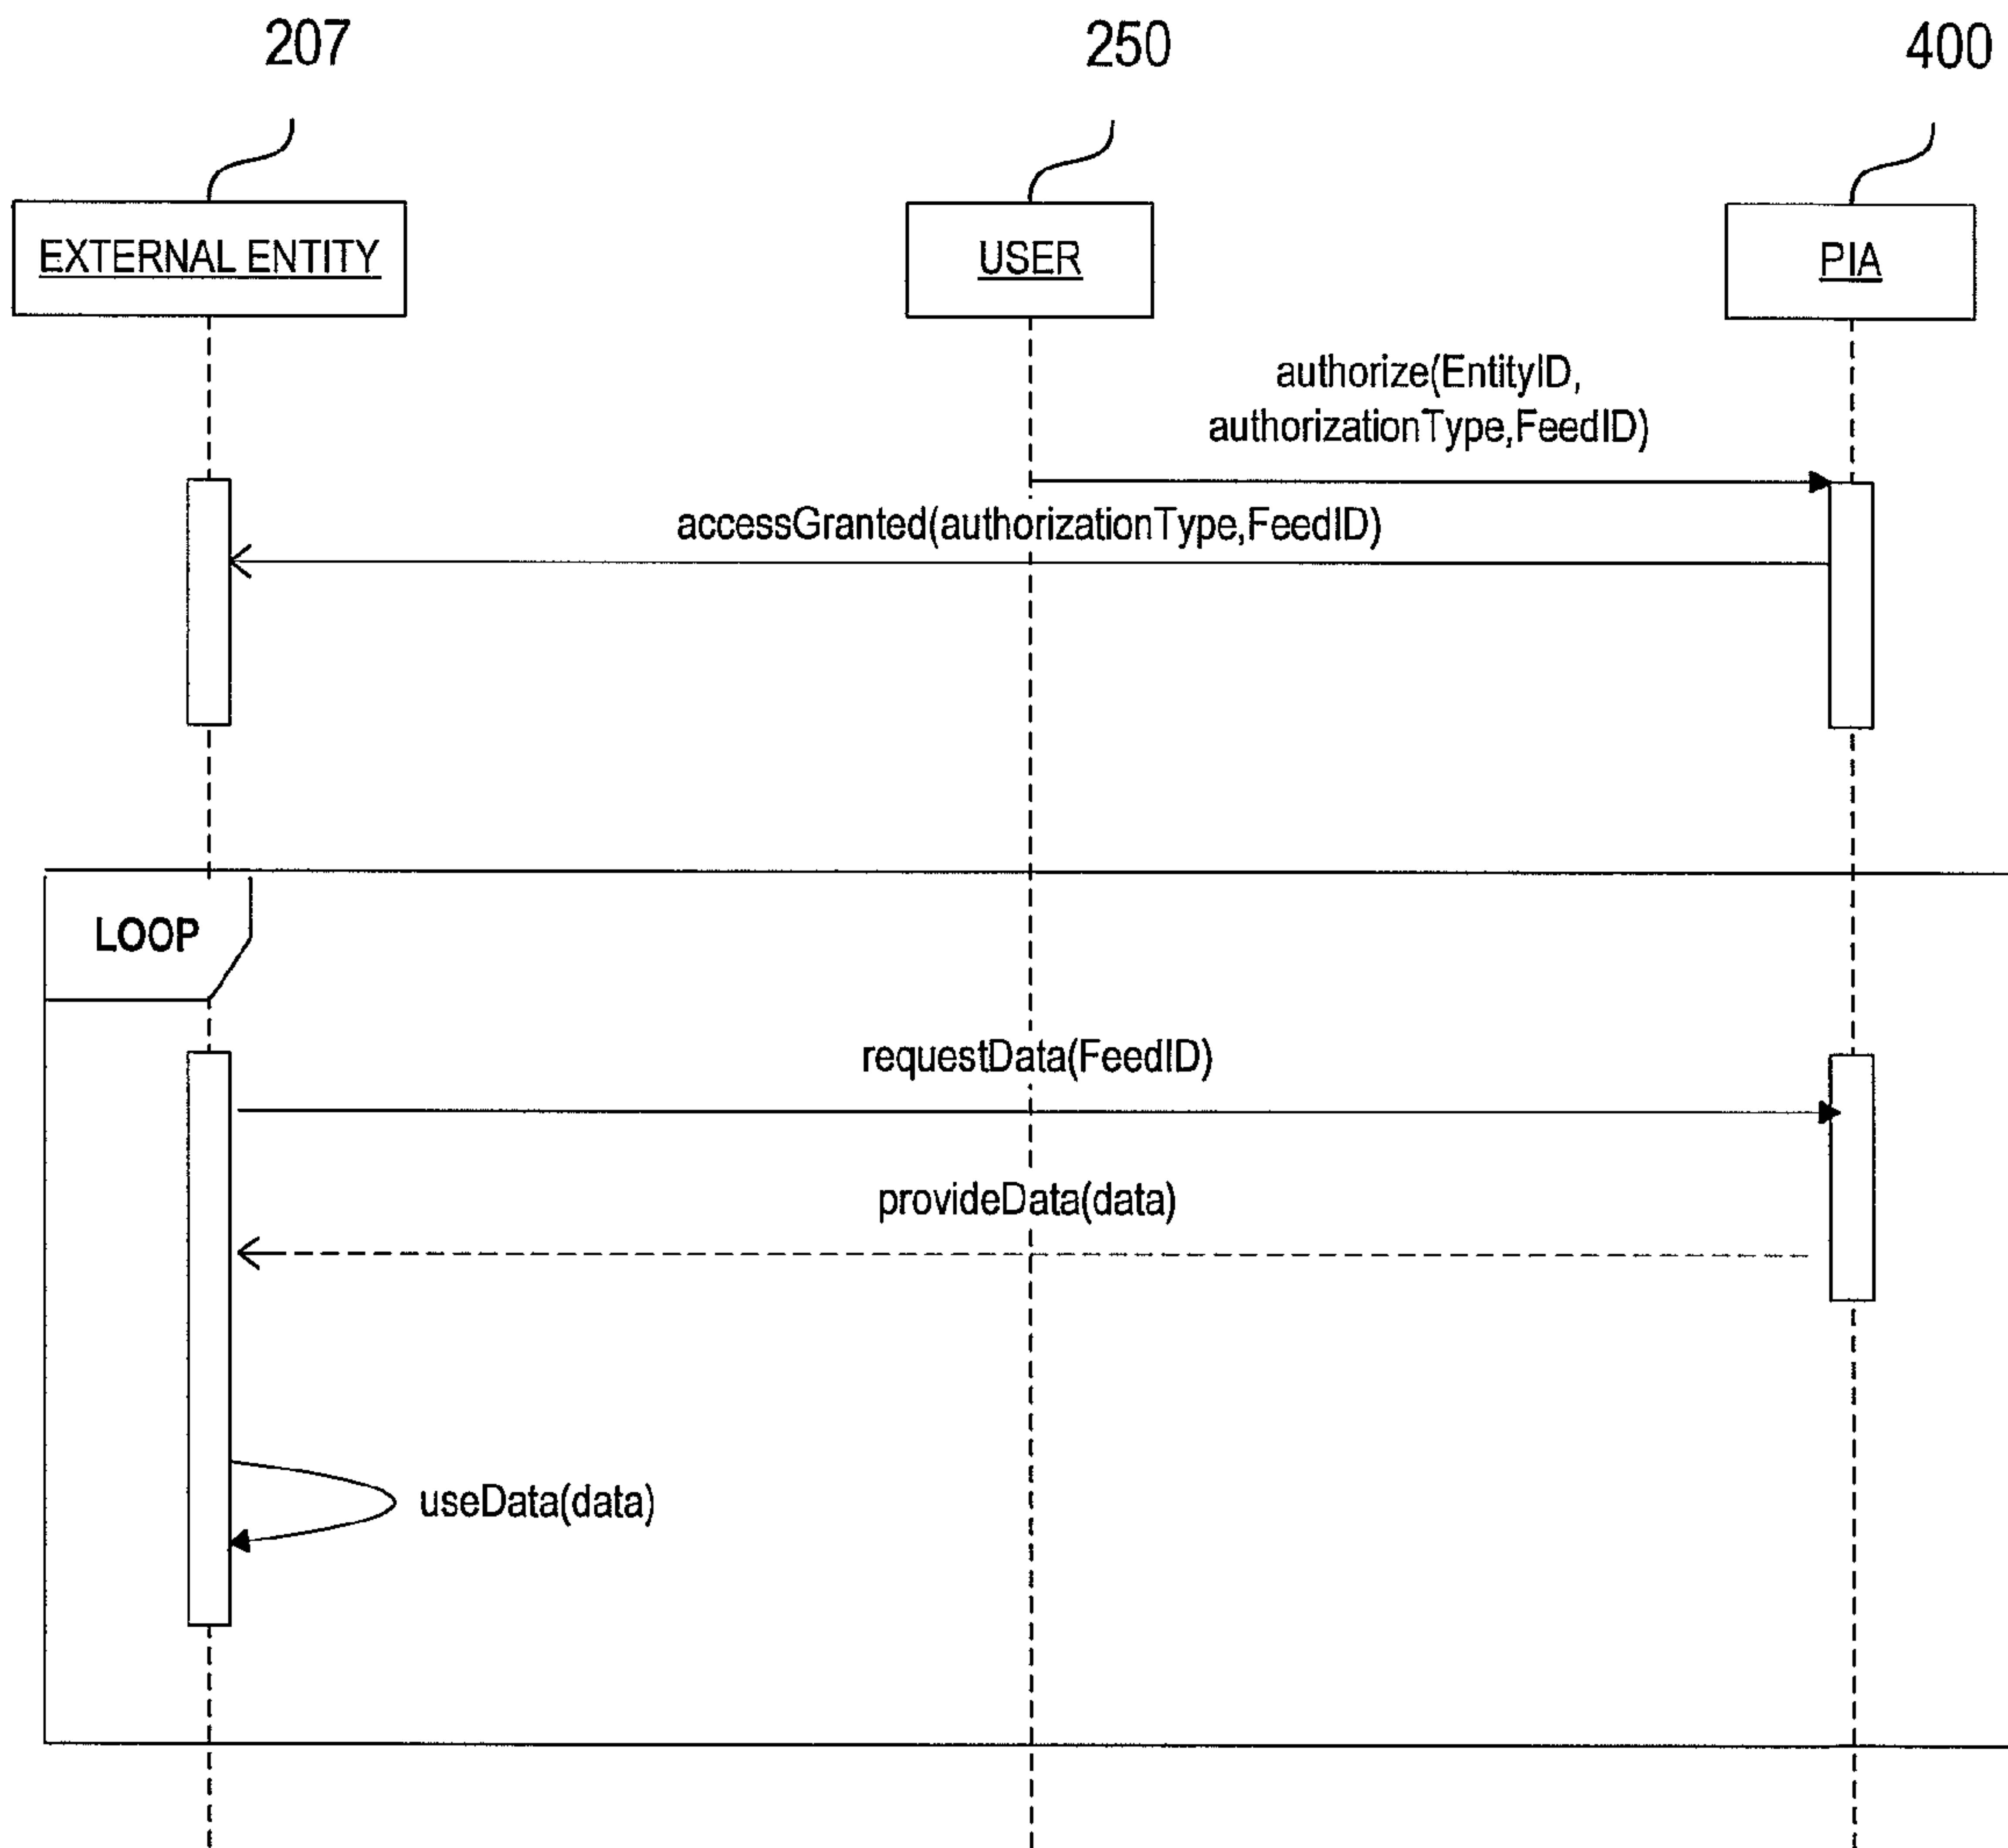 207
250
400
EXTERNAL ENTITY
USER
PIA
authorize(EntityID,
authorizationType,FeedID)
accessGranted(authorizationType,FeedID)
LOOP
requestData(FeedID)
provideData(data)
useData(data)